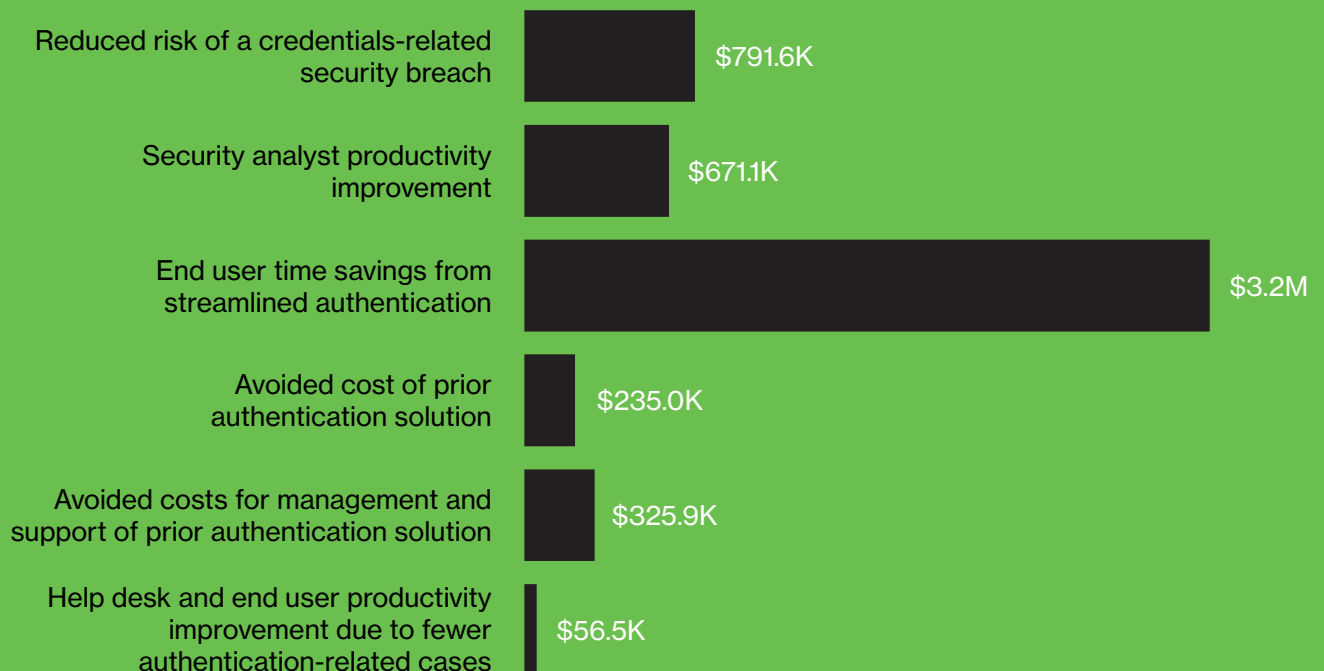 Reduced risk of a credentials-related
security breach
$791.6K
Security analyst productivity
improvement
$671.1K
End user time savings from
streamlined authentication
$3.2M
Avoided cost of prior
authentication solution
$235.0K
Avoided costs for management and
support of prior authentication solution
$325.9K
Help desk and end user productivity
improvement due to fewer
authentication-related cases
$56.5K